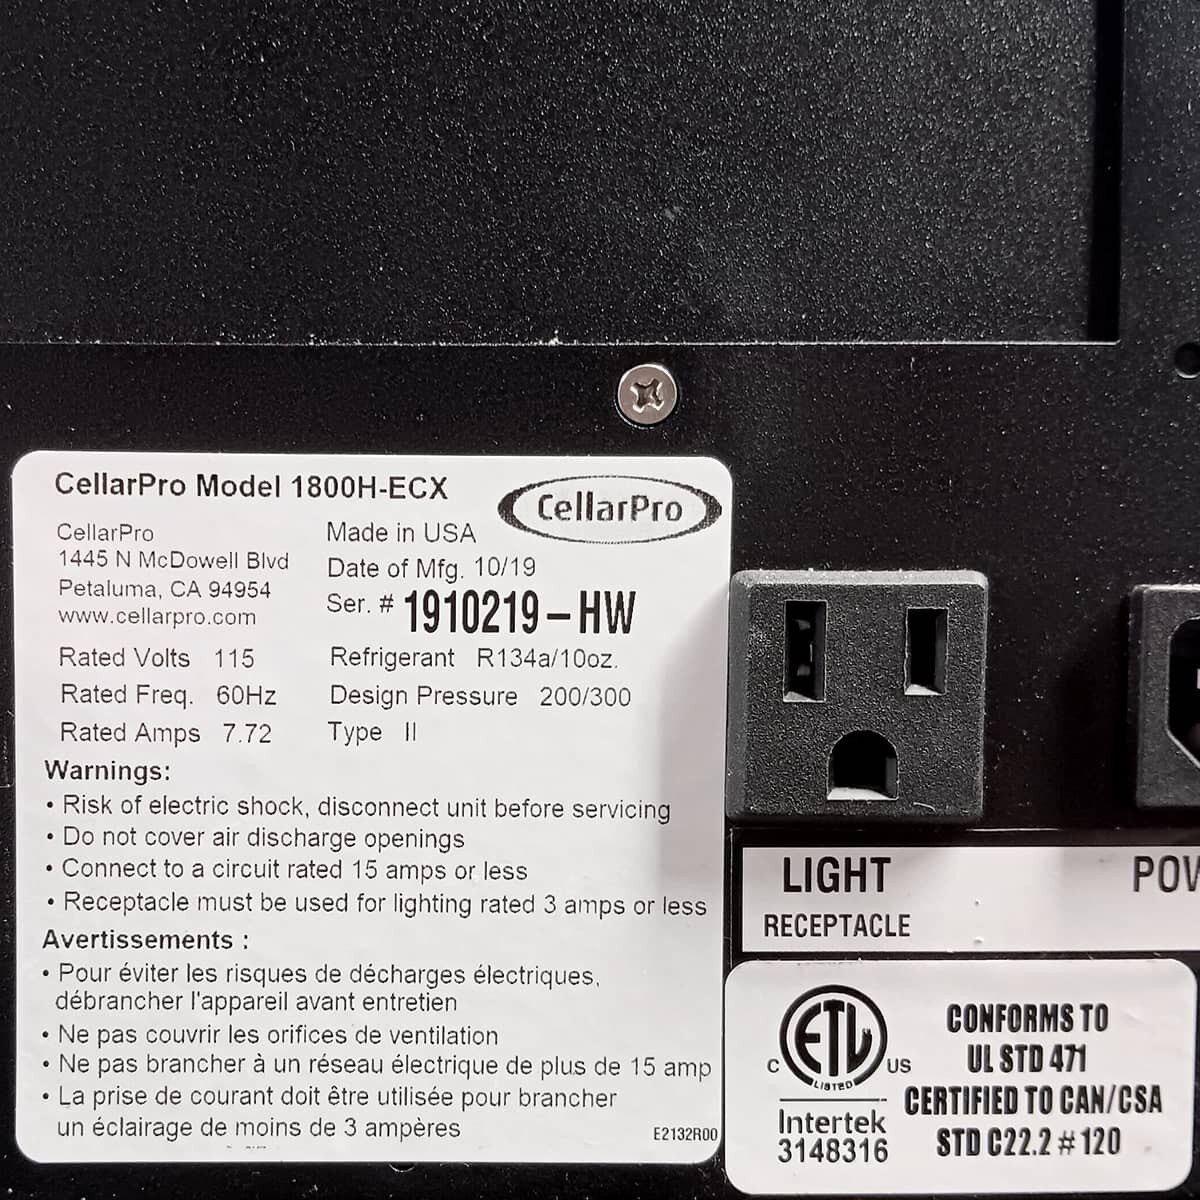 CellarPro Model 1800H-ECX
CellarPro
CellarPro
1445 N McDowell Blvd
Petaluma, CA 94954
www.cellarpro.com
Made in USA
Date of Mfg. 10/19
Ser. # 1910219-HW
Rated Volts 115
Refrigerant R134a/10oz.
Rated Freq. 60Hz
Design Pressure 200/300
Rated Amps 7.72
Type II
Warnings:
• Risk of electric shock, disconnect unit before servicing
• Do not cover air discharge openings
• Connect to a circuit rated 15 amps or less
• Receptacle must be used for lighting rated 3 amps or less
Avertissements :
• Pour éviter les risques de décharges électriques,
débrancher l'appareil avant entretien
• Ne pas couvrir les orifices de ventilation
• Ne pas brancher à un réseau électrique de plus de 15 amp
• La prise de courant doit être utilisée pour brancher
un éclairage de moins de 3 ampères
E2132R00
LIGHT
RECEPTACLE
ETL
LISTED
C US
Intertek
3148316
CONFORMS TO
UL STD 471
CERTIFIED TO CAN/CSA
STD C22.2 # 120